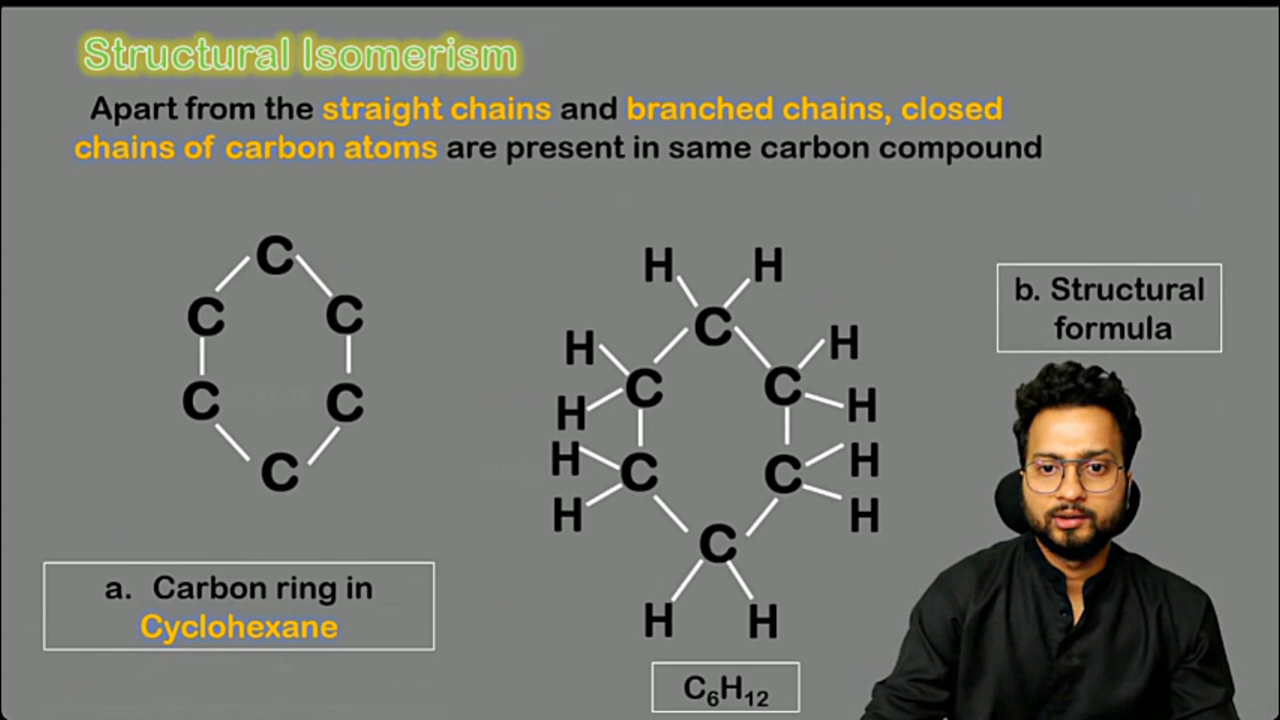 Structural Isomerism
Apart from the straight chains and branched chains, closed
chains of carbon atoms are present in same carbon compound
C
C C
C C
C
a. Carbon ring in
Cyclohexane
H H
C
H H
C C
H H
H H
C C
H H
C
H H
C₆H₁₂
b. Structural
formula